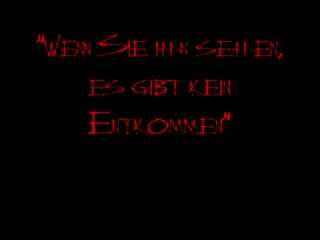 "WENN SIE IHN SEHEN,
ES GIBT KEIN
ENTKOMMEN"